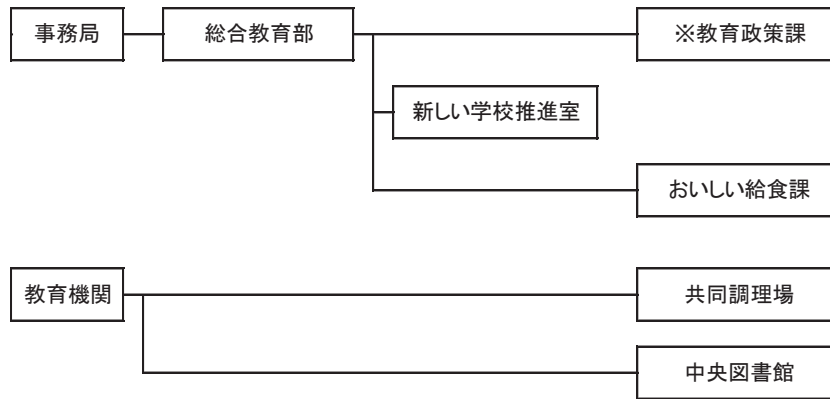 事務局
総合教育部
※教育政策課
新しい学校推進室
おいしい給食課
教育機関
共同調理場
中央図書館